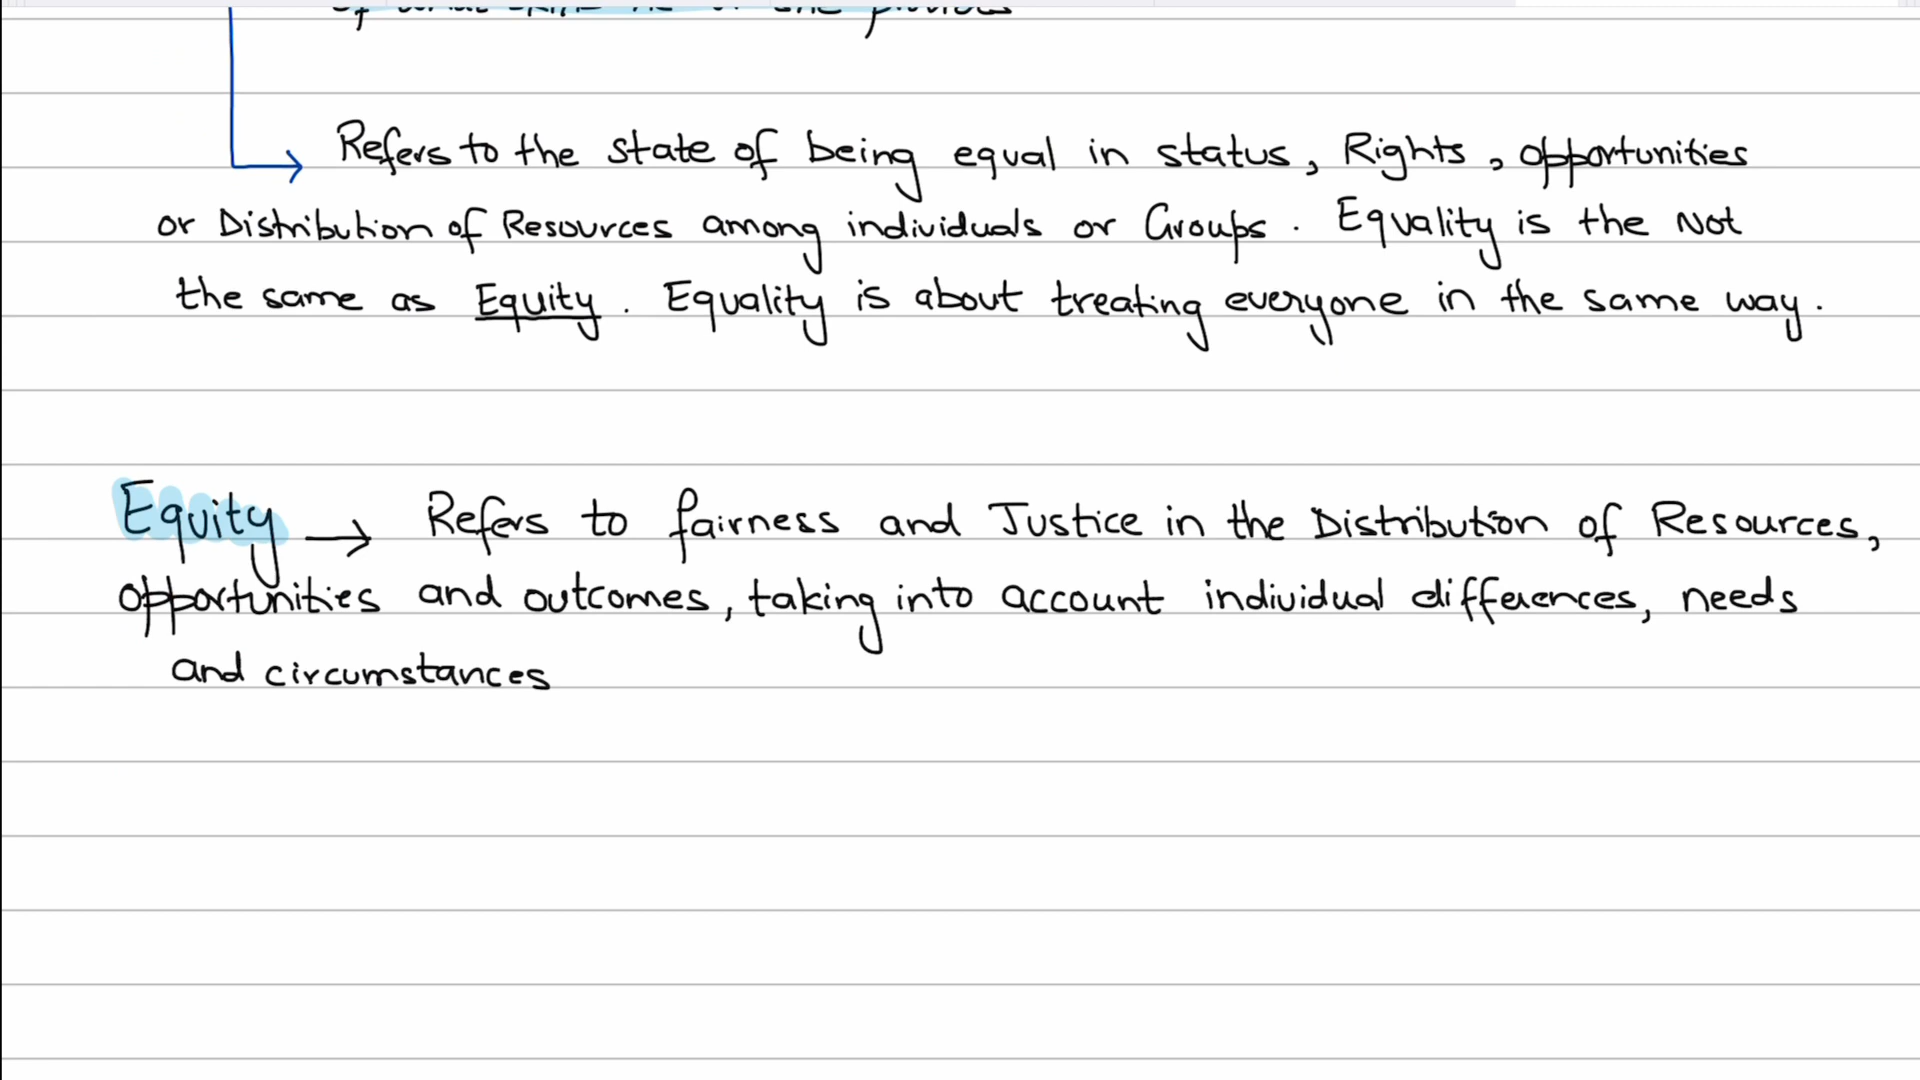 Refers to the state of being equal in status, Rights, opportunities
or Distribution of Resources among individuals or Groups. Equality is the Not
the same as Equity. Equality is about treating everyone in the same way.
Equity → Refers to fairness and Justice in the Distribution of Resources,
opportunities and outcomes, taking into account individual differences, needs
and circumstances